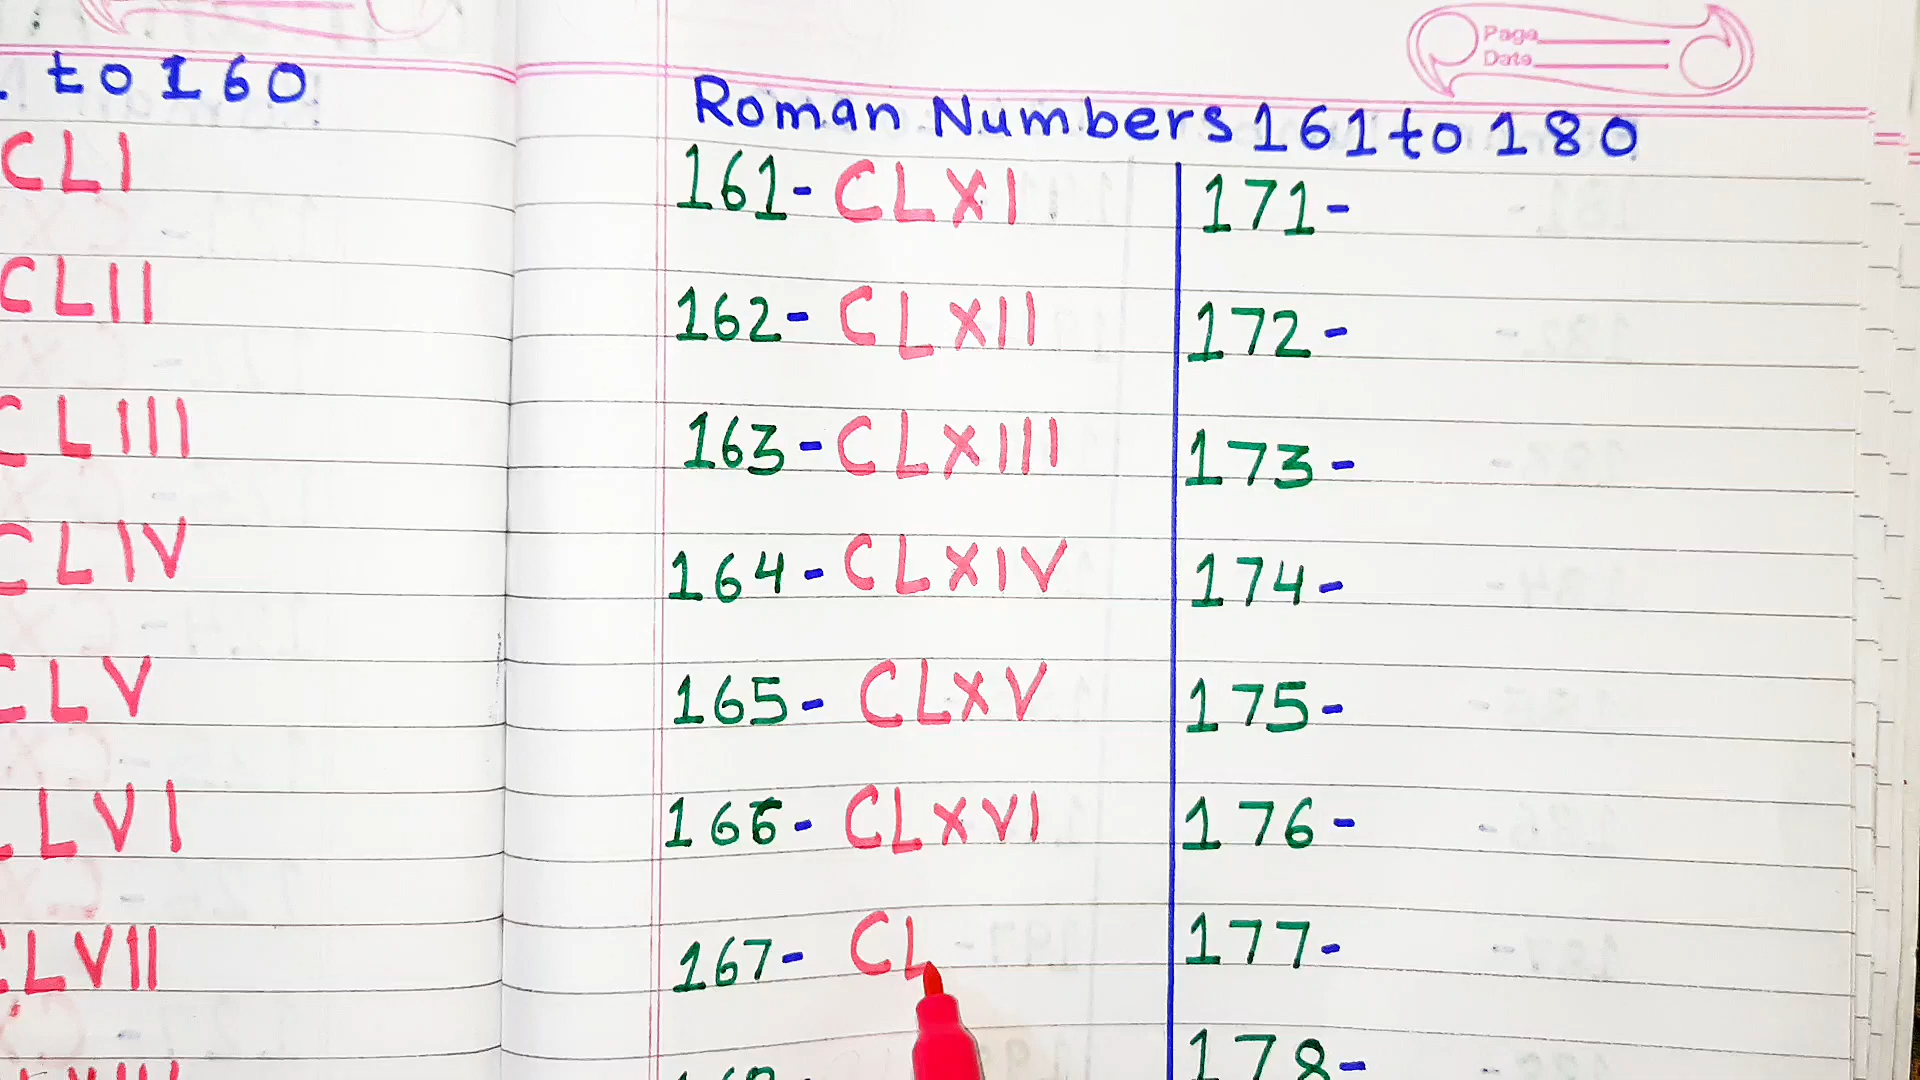 . to 160
CLI
CLII
CLIII
CLIV
CLV
LVI
CLVII
Page
Date
Roman Numbers 161 to 180
161- CLXI
162- CLXII
163- CLXIII
164- CLXIV
165- CLXV
166- CLXVI
167- CL
171-
172-
173-
174-
175-
176-
177-
178-